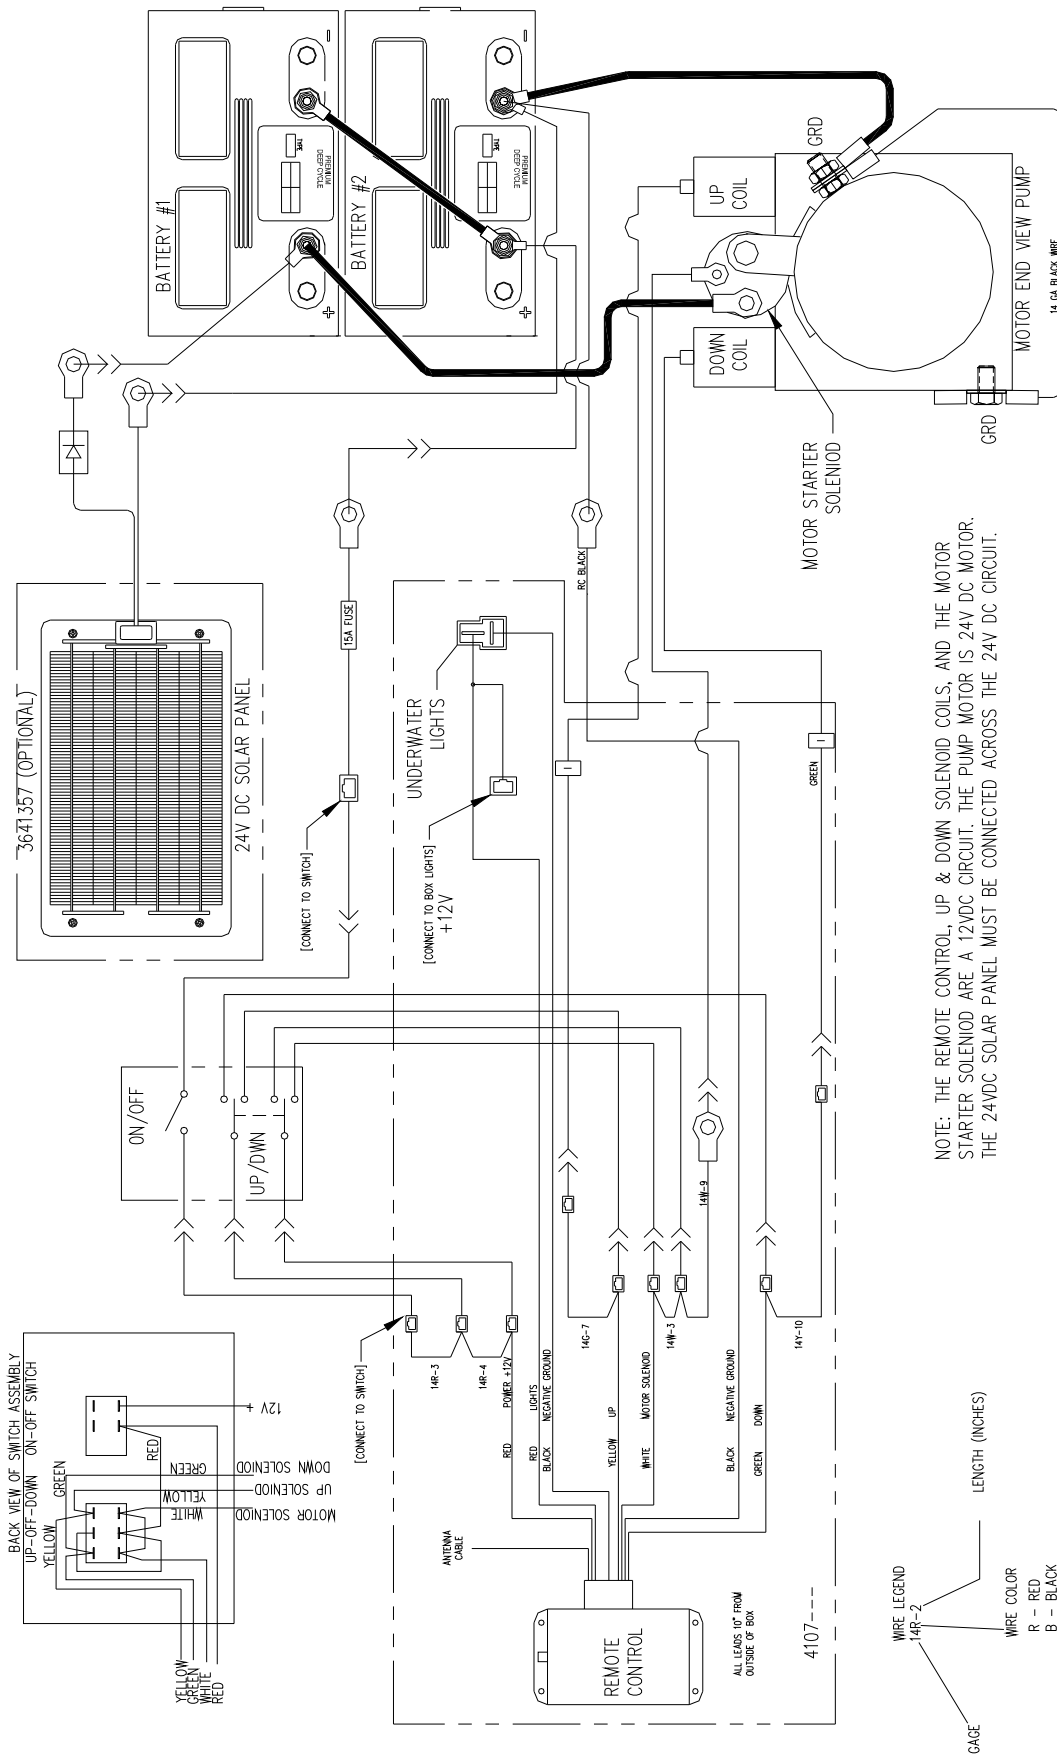 BACK VIEW OF SWITCH ASSEMBLY
UP-OFF-DOWN ON-OFF SWITCH
YELLOW
GREEN
RED
12V +
GREEN
DOWN SOLENIOD
YELLOW
UP SOLENIOD
WHITE
MOTOR SOLENIOD
YELLOW
GREEN
WHITE
RED
ON/OFF
UP/DWN
3641357 (OPTIONAL)
24V DC SOLAR PANEL
BATTERY #1
BATTERY #2
PREMIUM
DEEP CYCLE
TYPE
PREMIUM
DEEP CYCLE
TYPE
+
-
+
-
15A FUSE
[CONNECT TO SWITCH]
UNDERWATER
LIGHTS
[CONNECT TO BOX LIGHTS]
+12V
RC BLACK
[CONNECT TO SWITCH]
14R-3
14R-4
14G-7
14W-3
14W-9
14Y-10
RED POWER +12V
RED LIGHTS
BLACK NEGATIVE GROUND
YELLOW UP
WHITE MOTOR SOLENOID
BLACK NEGATIVE GROUND
GREEN DOWN
GREEN
ANTENNA
CABLE
REMOTE
CONTROL
ALL LEADS 10" FROM
OUTSIDE OF BOX
4107---
UP
COIL
DOWN
COIL
GRD
GRD
MOTOR END VIEW PUMP
14 GA BLACK WIRE
MOTOR STARTER
SOLENIOD
NOTE: THE REMOTE CONTROL, UP & DOWN SOLENOID COILS, AND THE MOTOR
STARTER SOLENIOD ARE A 12VDC CIRCUIT. THE PUMP MOTOR IS 24V DC MOTOR.
THE 24VDC SOLAR PANEL MUST BE CONNECTED ACROSS THE 24V DC CIRCUIT.
WIRE LEGEND
14R-2
LENGTH (INCHES)
GAGE
WIRE COLOR
R - RED
B - BLACK